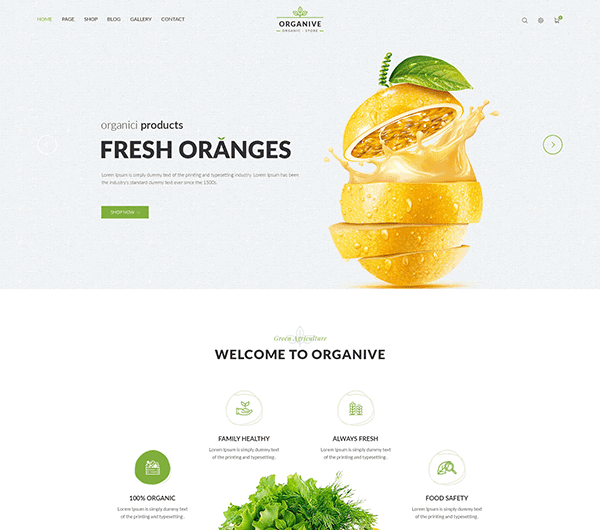 HOME PAGE SHOP BLOG GALLERY CONTACT
ORGANIVE
ORGANIC - STORE
0
organici products
FRESH ORĂNGES
Lorem Ipsum is simply dummy text of the printing and typesetting industry. Lorem Ipsum has been
the industry's standard dummy text ever since the 1500s.
SHOP NOW
Green Agriculture
WELCOME TO ORGANIVE
FAMILY HEALTHY
Lorem Ipsum is simply dummy text
of the printing and typesetting.
ALWAYS FRESH
Lorem Ipsum is simply dummy text
of the printing and typesetting.
100% ORGANIC
Lorem Ipsum is simply dummy text
of the printing and typesetting.
FOOD SAFETY
Lorem Ipsum is simply dummy text
of the printing and typesetting.